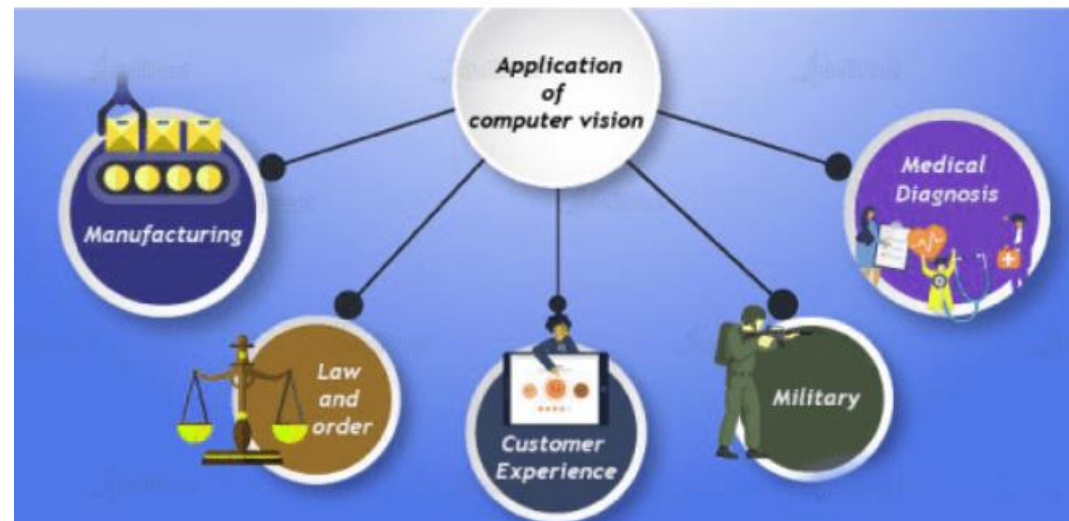 Application
of
computer vision
Manufacturing
Law
and
order
Customer
Experience
Military
Medical
Diagnosis